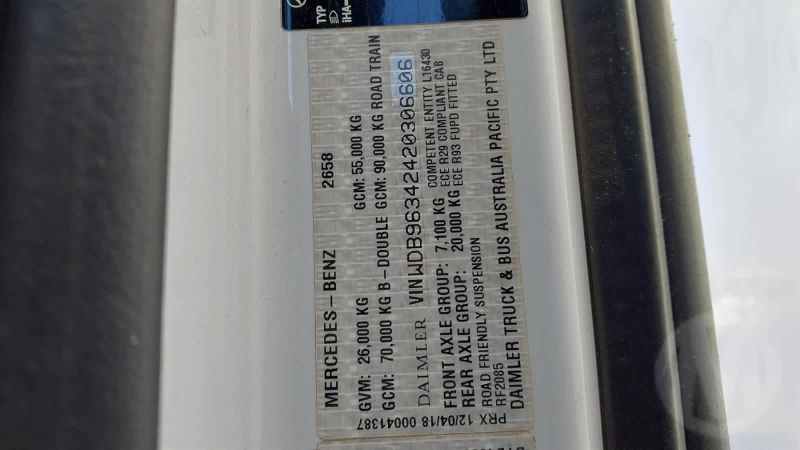 TYP
iHA
MERCEDES-BENZ 2658
GVM: 26,000 KG GCM: 55,000 KG
GCM: 70,000 KG B-DOUBLE GCM: 90,000 KG ROAD TRAIN
DAIMLER VINWDB96342420306606
FRONT AXLE GROUP: 7,100 KG COMPETENT ENTITY L16430
REAR AXLE GROUP: 20,000 KG ECE R29 COMPLIANT CAB
ROAD FRIENDLY SUSPENSION ECE R93 FUPD FITTED
RF2085
DAIMLER TRUCK & BUS AUSTRALIA PACIFIC PTY LTD
PRX 12/04/18 00041387